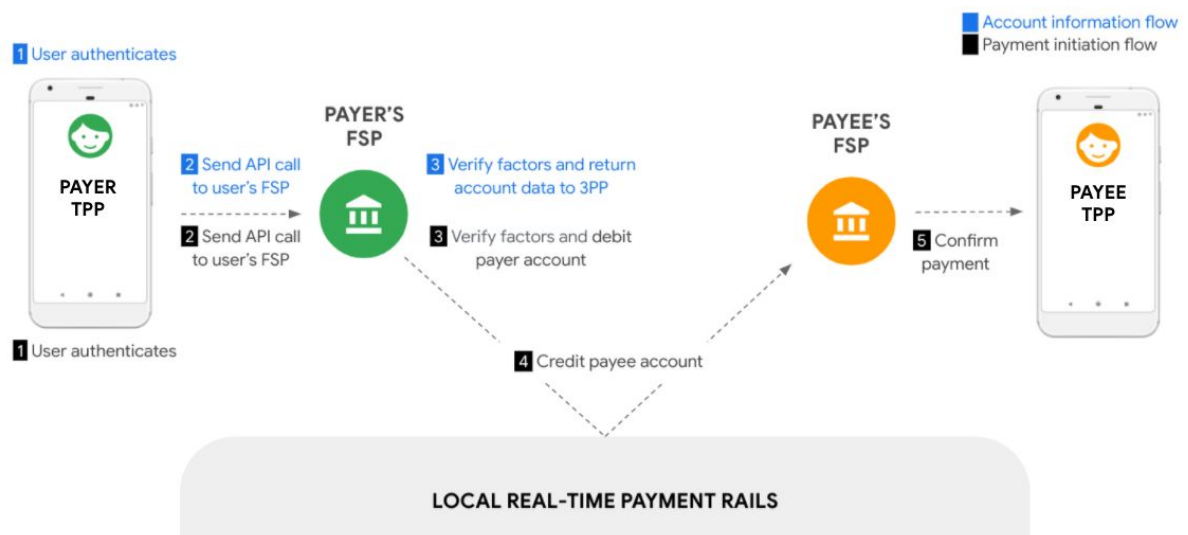 Account information flow
Payment initiation flow
1 User authenticates
PAYER
TPP
1 User authenticates
2 Send API call
to user's FSP
2 Send API call
to user's FSP
PAYER'S
FSP
3 Verify factors and return
account data to 3PP
3 Verify factors and debit
payer account
4 Credit payee account
PAYEE'S
FSP
5 Confirm
payment
PAYEE
TPP
LOCAL REAL-TIME PAYMENT RAILS